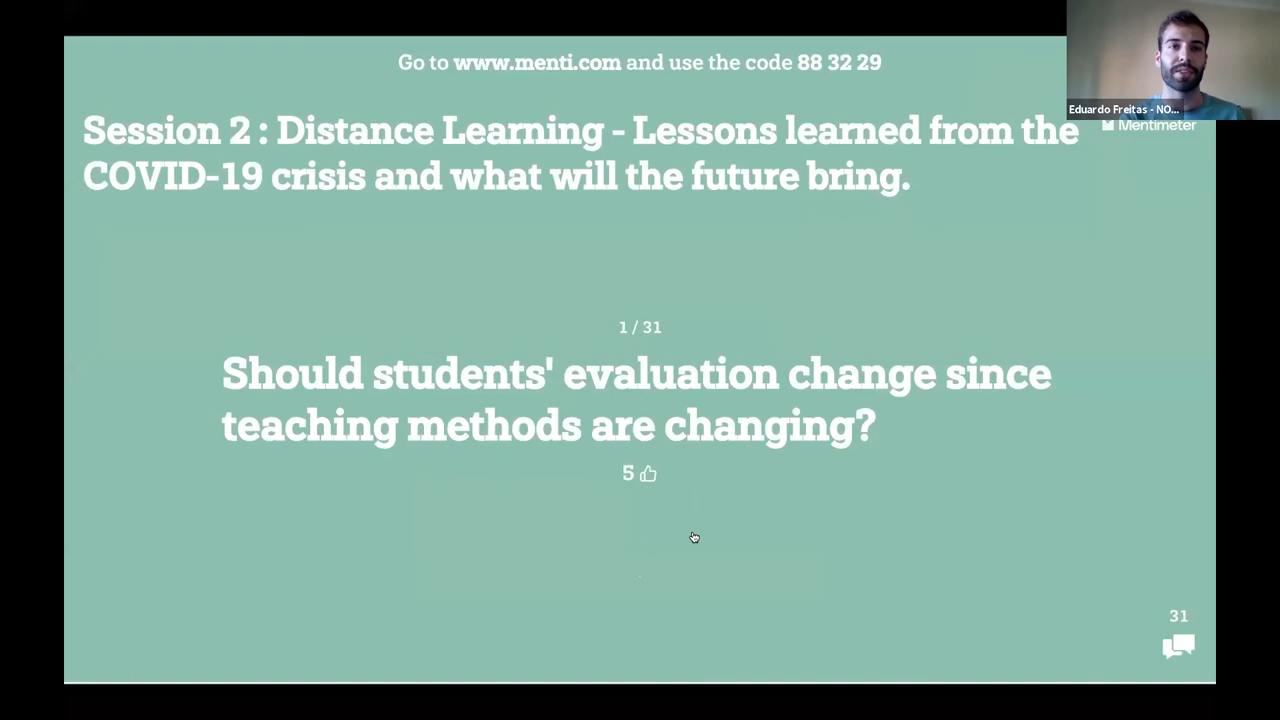 Go to www.menti.com and use the code 88 32 29
Eduardo Freitas - NO...
Mentimeter
Session 2 : Distance Learning - Lessons learned from the
COVID-19 crisis and what will the future bring.
1 / 31
Should students' evaluation change since
teaching methods are changing?
5
31